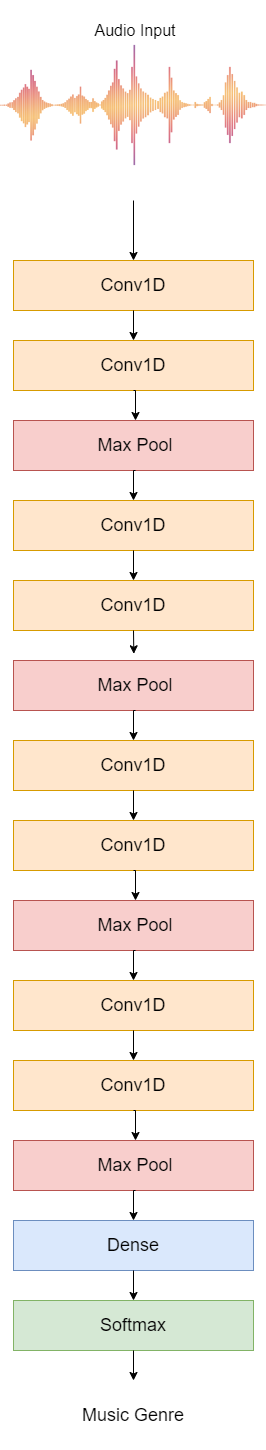 Audio Input
Conv1D
Conv1D
Max Pool
Conv1D
Conv1D
Max Pool
Conv1D
Conv1D
Max Pool
Conv1D
Conv1D
Max Pool
Dense
Softmax
Music Genre